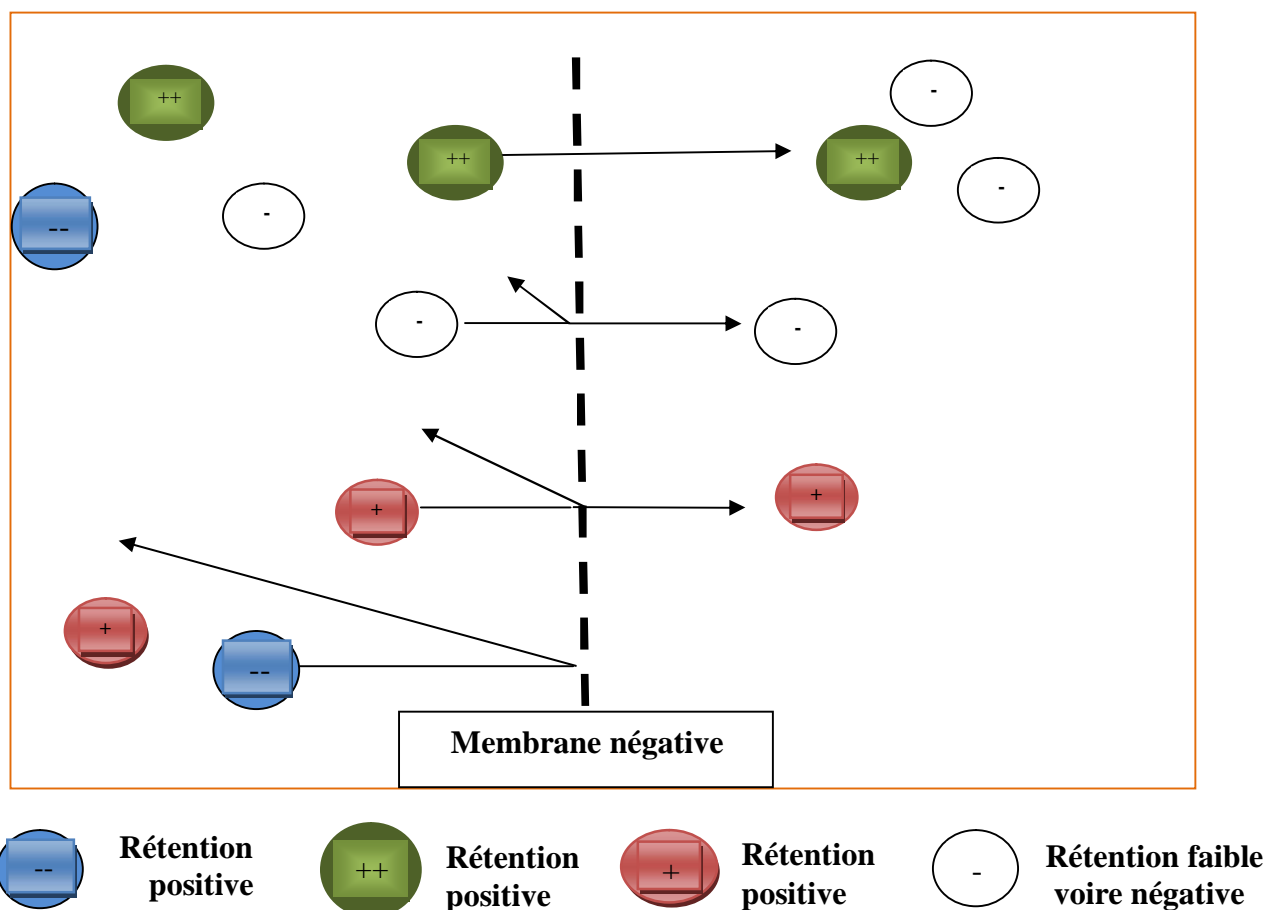 ++
-
++
++
-
--
-
-
-
+
+
+
--
Membrane négative
--
Rétention
positive
++
Rétention
positive
+
Rétention
positive
-
Rétention faible
voire négative